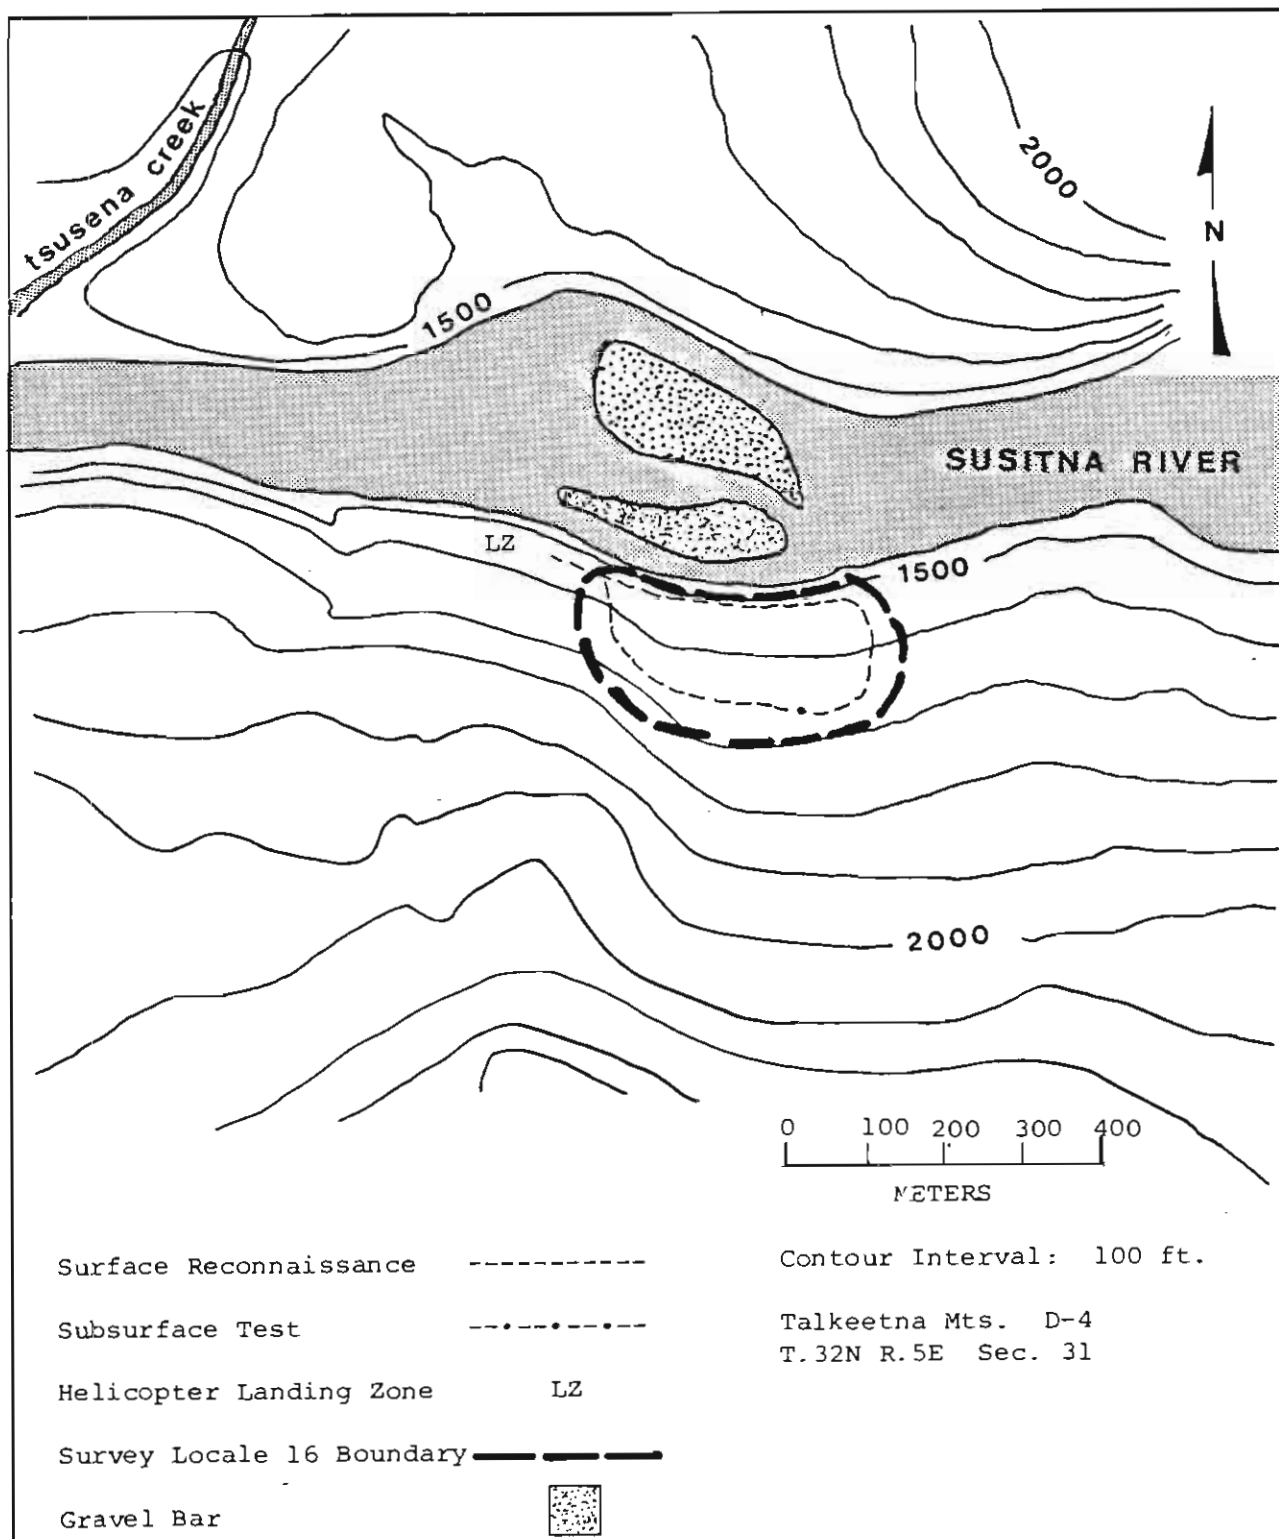 tsusena creek
2000
N
1500
SUSITNA RIVER
LZ
1500
2000
0 100 200 300 400
METERS
Surface Reconnaissance
Contour Interval: 100 ft.
Subsurface Test
Talkeetna Mts. D-4
T.32N R.5E Sec. 31
Helicopter Landing Zone LZ
Survey Locale 16 Boundary
Gravel Bar